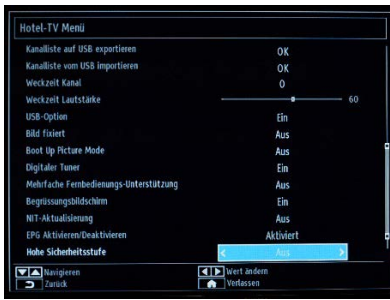 Hotel-TV Menü
Kanalliste auf USB exportieren OK
Kanalliste vom USB importieren OK
Weckzeit Kanal 0
Weckzeit Lautstärke 60
USB-Option Ein
Bild fixiert Aus
Boot Up Picture Mode Aus
Digitaler Tuner Ein
Mehrfache Fernbedienungs-Unterstützung Aus
Begrüssungsbildschirm Ein
NIT-Aktualisierung Aus
EPG Aktivieren/Deaktivieren Aktiviert
Hohe Sicherheitsstufe Aus
Navigieren Wert ändern
Zurück Verlassen